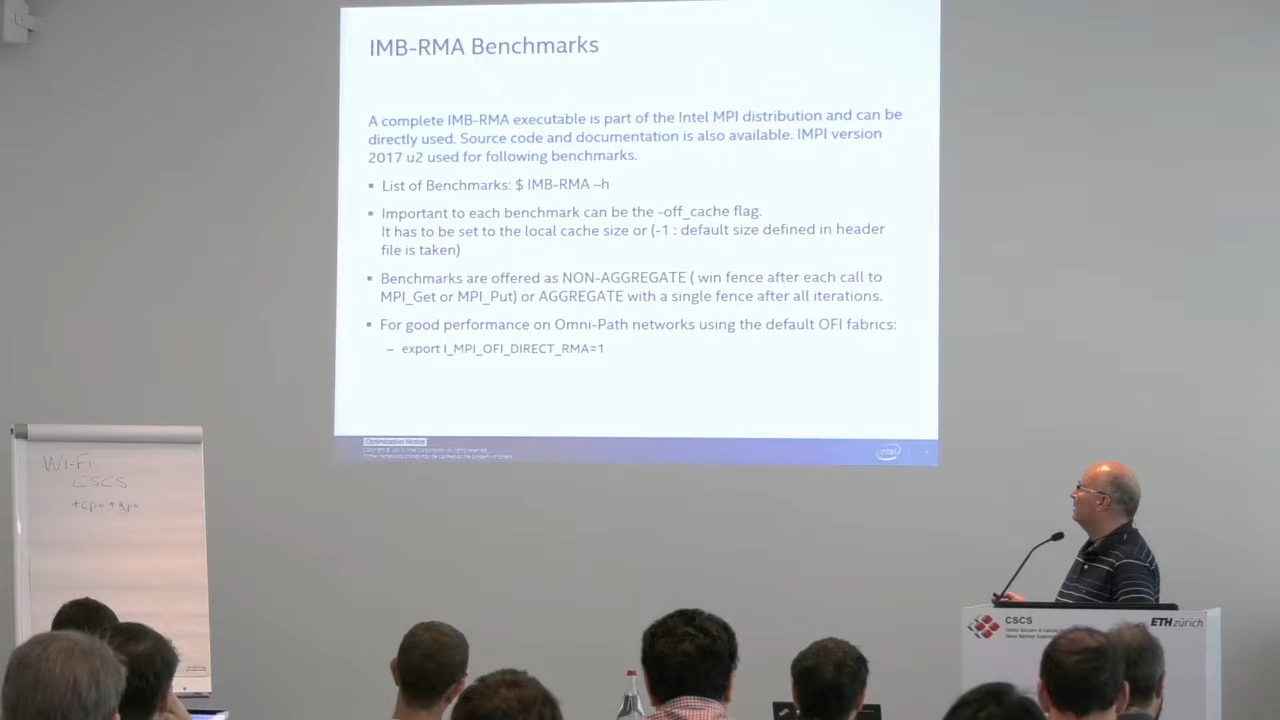 IMB-RMA Benchmarks
A complete IMB-RMA executable is part of the Intel MPI distribution and can be
directly used. Source code and documentation is also available. IMPI version
2017 u2 used for following benchmarks.
▪ List of Benchmarks: $ IMB-RMA –h
▪ Important to each benchmark can be the -off_cache flag.
It has to be set to the local cache size or (-1 : default size defined in header
file is taken)
▪ Benchmarks are offered as NON-AGGREGATE ( win fence after each call to
MPI_Get or MPI_Put) or AGGREGATE with a single fence after all iterations.
▪ For good performance on Omni-Path networks using the default OFI fabrics:
– export I_MPI_OFI_DIRECT_RMA=1
Optimization Notice
intel
Wi-Fi
CSCS
+cpu+gpu
CSCS
ETH zürich